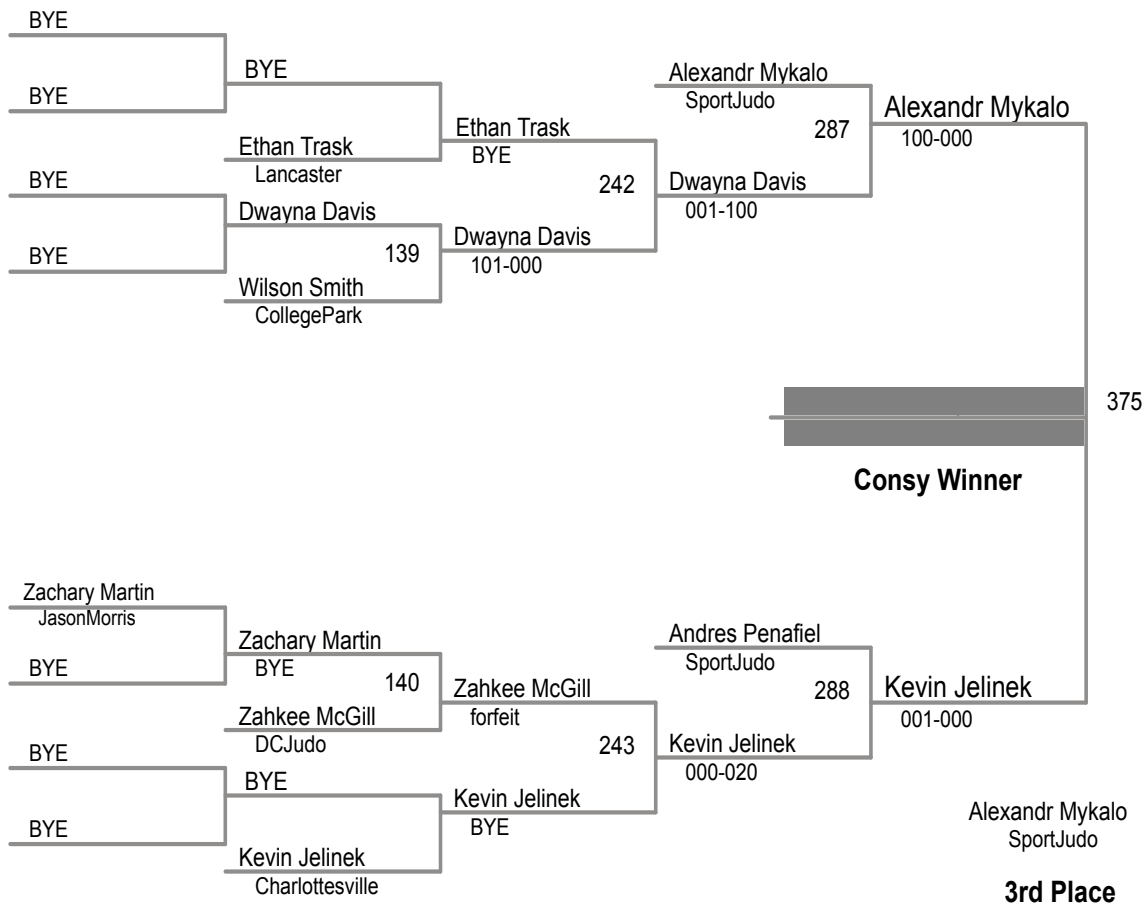 BYE
BYE
BYE
Ethan Trask
Lancaster
Ethan Trask
BYE
BYE
BYE
Dwayna Davis
139
Wilson Smith
CollegePark
Dwayna Davis
101-000
242
Alexandr Mykalo
SportJudo
287
Dwayna Davis
001-100
Alexandr Mykalo
100-000
375
Consy Winner
Zachary Martin
JasonMorris
BYE
Zachary Martin
BYE
140
Zahkee McGill
DCJudo
Zahkee McGill
forfeit
BYE
BYE
BYE
Kevin Jelinek
Charlottesville
Kevin Jelinek
BYE
243
Andres Penafiel
SportJudo
288
Kevin Jelinek
000-020
Kevin Jelinek
001-000
Alexandr Mykalo
SportJudo
3rd Place